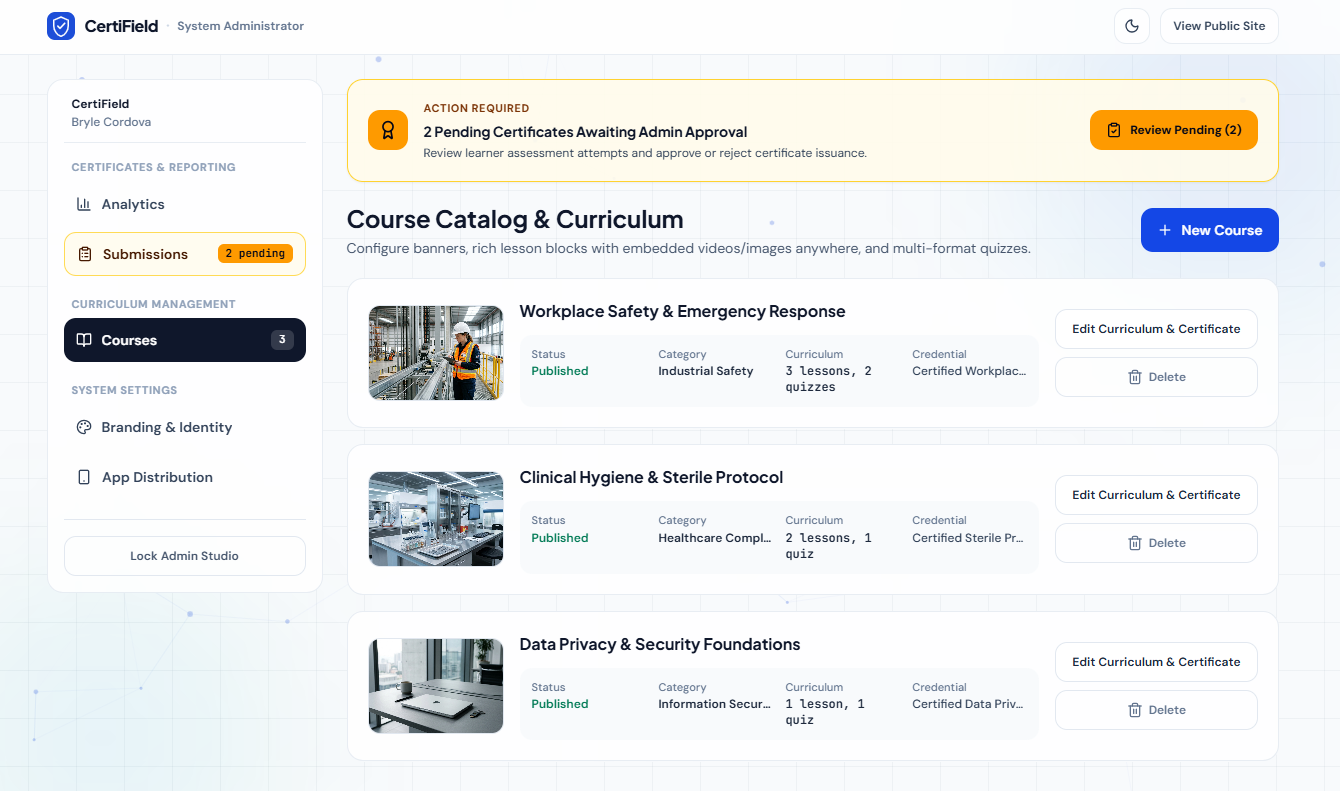 CertiField · System Administrator
View Public Site
CertiField
Bryle Cordova
CERTIFICATES & REPORTING
Analytics
Submissions 2 pending
CURRICULUM MANAGEMENT
Courses 3
SYSTEM SETTINGS
Branding & Identity
App Distribution
Lock Admin Studio
ACTION REQUIRED
2 Pending Certificates Awaiting Admin Approval
Review learner assessment attempts and approve or reject certificate issuance.
Review Pending (2)
Course Catalog & Curriculum
Configure banners, rich lesson blocks with embedded videos/images anywhere, and multi-format quizzes.
+ New Course
Workplace Safety & Emergency Response
Status Category Curriculum Credential
Published Industrial Safety 3 lessons, 2 Certified Workplac...
quizzes
Edit Curriculum & Certificate
Delete
Clinical Hygiene & Sterile Protocol
Status Category Curriculum Credential
Published Healthcare Compl... 2 lessons, 1 Certified Sterile Pr...
quiz
Edit Curriculum & Certificate
Delete
Data Privacy & Security Foundations
Status Category Curriculum Credential
Published Information Secur... 1 lesson, 1 Certified Data Priv...
quiz
Edit Curriculum & Certificate
Delete